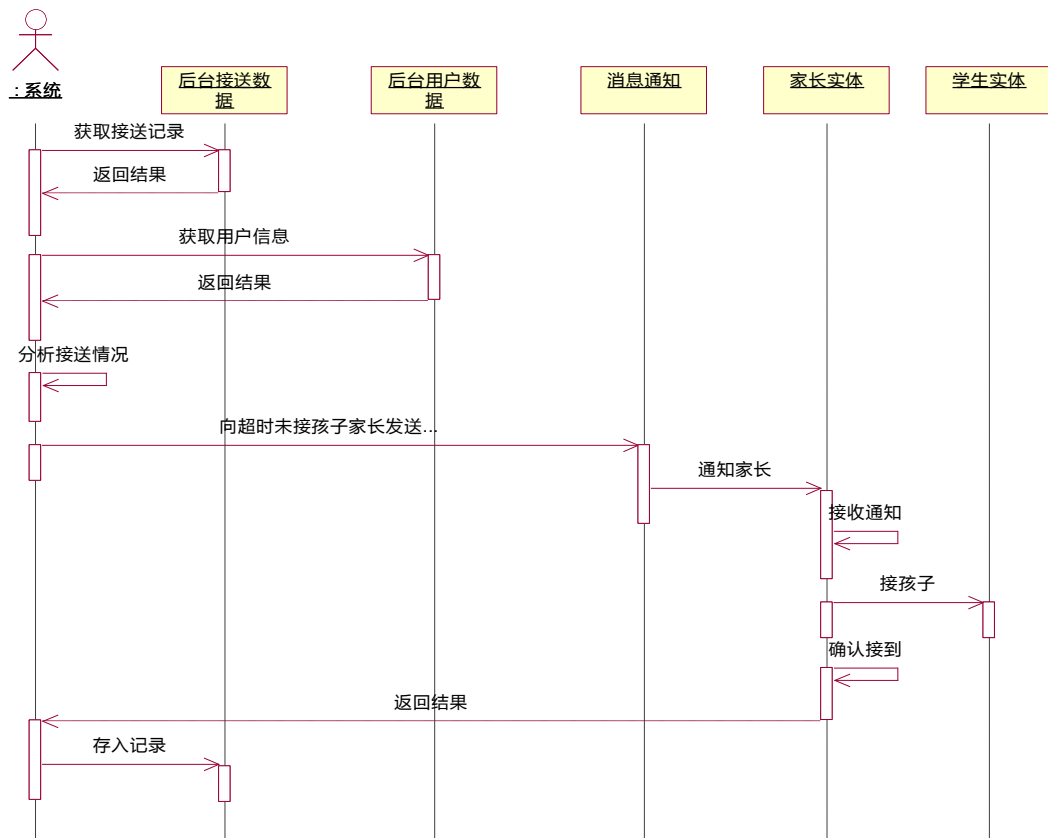 : 系统
后台接送数
据
后台用户数
据
消息通知
家长实体
学生实体
获取接送记录
返回结果
获取用户信息
返回结果
分析接送情况
向超时未接孩子家长发送...
通知家长
接收通知
接孩子
确认接到
返回结果
存入记录